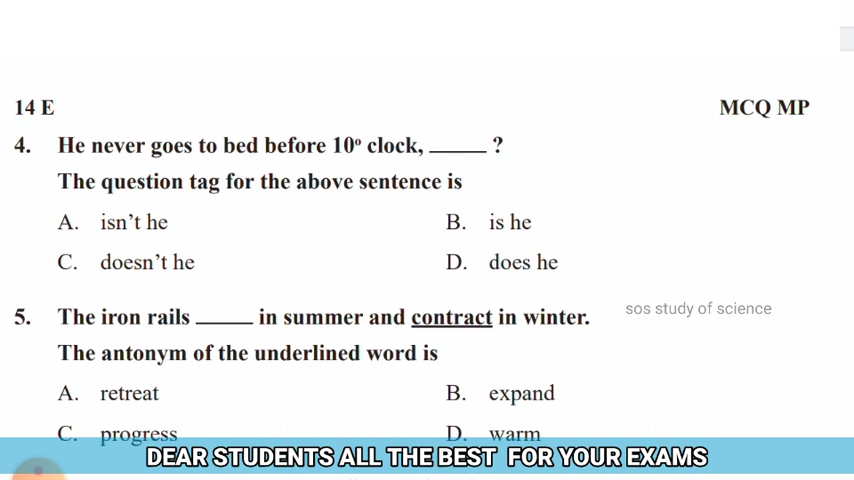 14 E MCQ MP
4. He never goes to bed before 10º clock, _____ ?
The question tag for the above sentence is
A. isn’t he B. is he
C. doesn’t he D. does he
5. The iron rails _____ in summer and contract in winter.
sos study of science
The antonym of the underlined word is
A. retreat B. expand
C. progress D. warm
DEAR STUDENTS ALL THE BEST FOR YOUR EXAMS